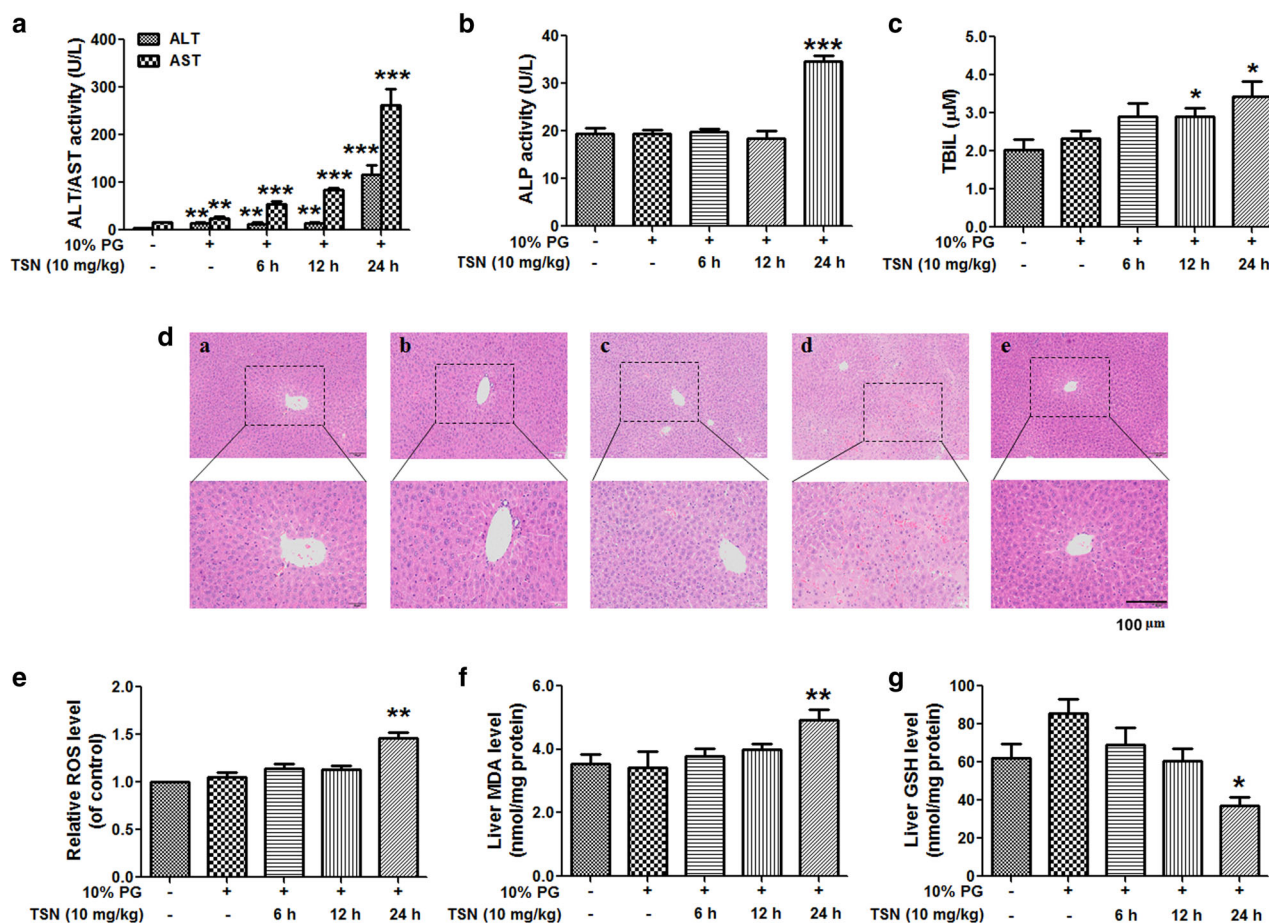 a
ALT/AST activity (U/L)
400
300
200
100
0
ALT
AST
** **
** ***
** ***
*** ***
10% PG - + + + +
TSN (10 mg/kg) - - 6 h 12 h 24 h
b
ALP activity (U/L)
40
30
20
10
0
***
10% PG - + + + +
TSN (10 mg/kg) - - 6 h 12 h 24 h
c
TBiL (μM)
5.0
4.0
3.0
2.0
1.0
0.0
* *
10% PG - + + + +
TSN (10 mg/kg) - - 6 h 12 h 24 h
d
a b c d e
100 μm
e
Relative ROS level
(of control)
2.0
1.5
1.0
0.5
0.0
**
10% PG - + + + +
TSN (10 mg/kg) - - 6 h 12 h 24 h
f
Liver MDA level
(nmol/mg protein)
6.0
4.0
2.0
0.0
**
10% PG - + + + +
TSN (10 mg/kg) - - 6 h 12 h 24 h
g
Liver GSH level
(nmol/mg protein)
100
80
60
40
20
0
*
10% PG - + + + +
TSN (10 mg/kg) - - 6 h 12 h 24 h